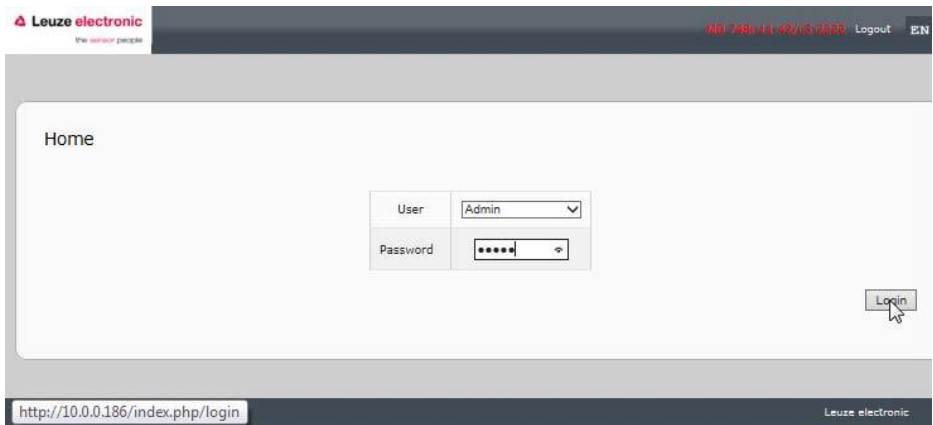 Leuze electronic
the sensor people
Logout EN
Home
User Admin
Password •••••
Login
http://10.0.0.186/index.php/login
Leuze electronic